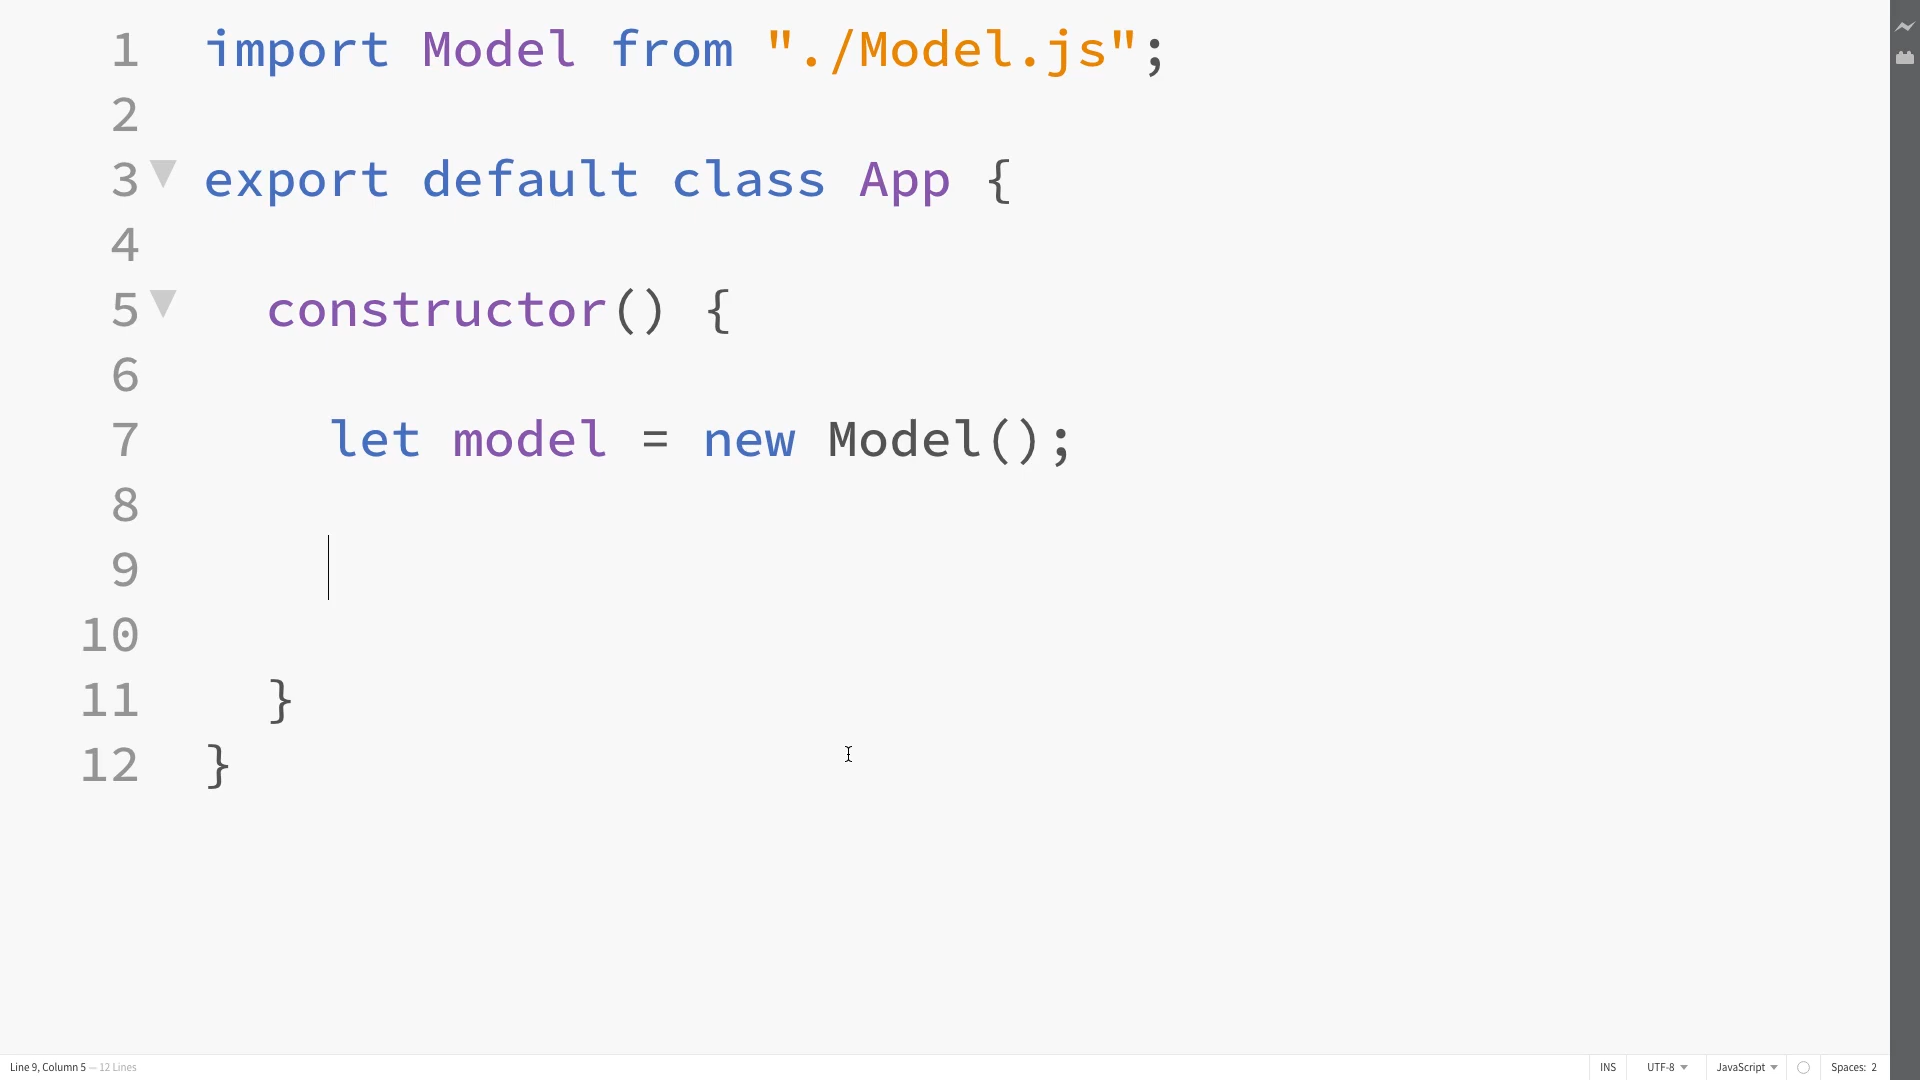 1 import Model from "./Model.js";
2
3 export default class App {
4
5 constructor() {
6
7 let model = new Model();
8
9
10
11 }
12 }
Line 9, Column 5 — 12 Lines INS UTF-8 JavaScript Spaces: 2